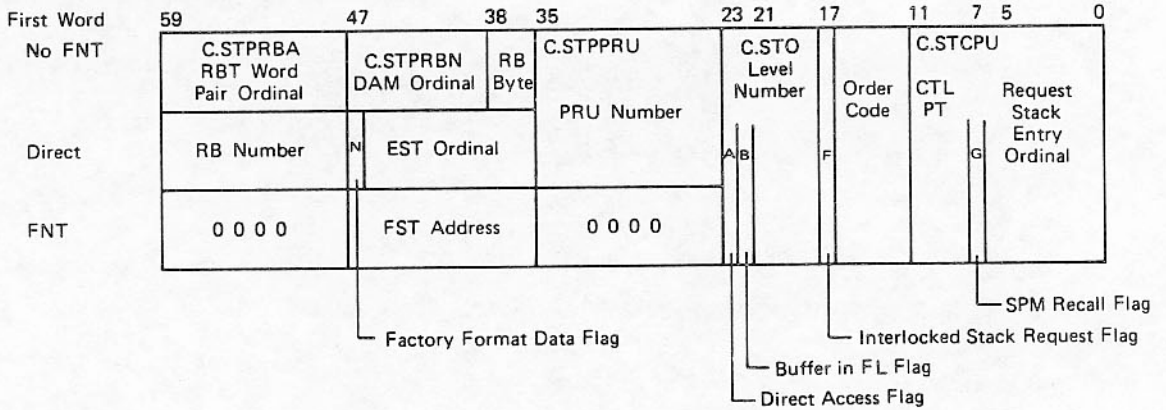 First Word
59 47 38 35 23 21 17 11 7 5 0
No FNT
C.STPRBA
RBT Word
Pair Ordinal
C.STPRBN
DAM Ordinal
RB
Byte
C.STPPRU
PRU Number
C.STO
Level
Number
Order
Code
C.STCPU
CTL
PT
Request
Stack
Entry
Ordinal
Direct
RB Number
N
EST Ordinal
A
B
F
G
FNT
0 0 0 0
FST Address
0 0 0 0
SPM Recall Flag
Factory Format Data Flag
Interlocked Stack Request Flag
Buffer in FL Flag
Direct Access Flag